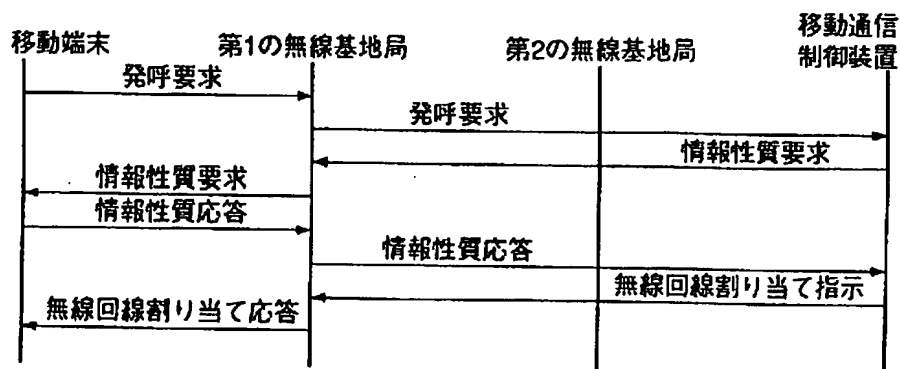 移動端末
第1の無線基地局
第2の無線基地局
移動通信
制御装置
発呼要求
発呼要求
情報性質要求
情報性質要求
情報性質応答
情報性質応答
無線回線割り当て指示
無線回線割り当て応答